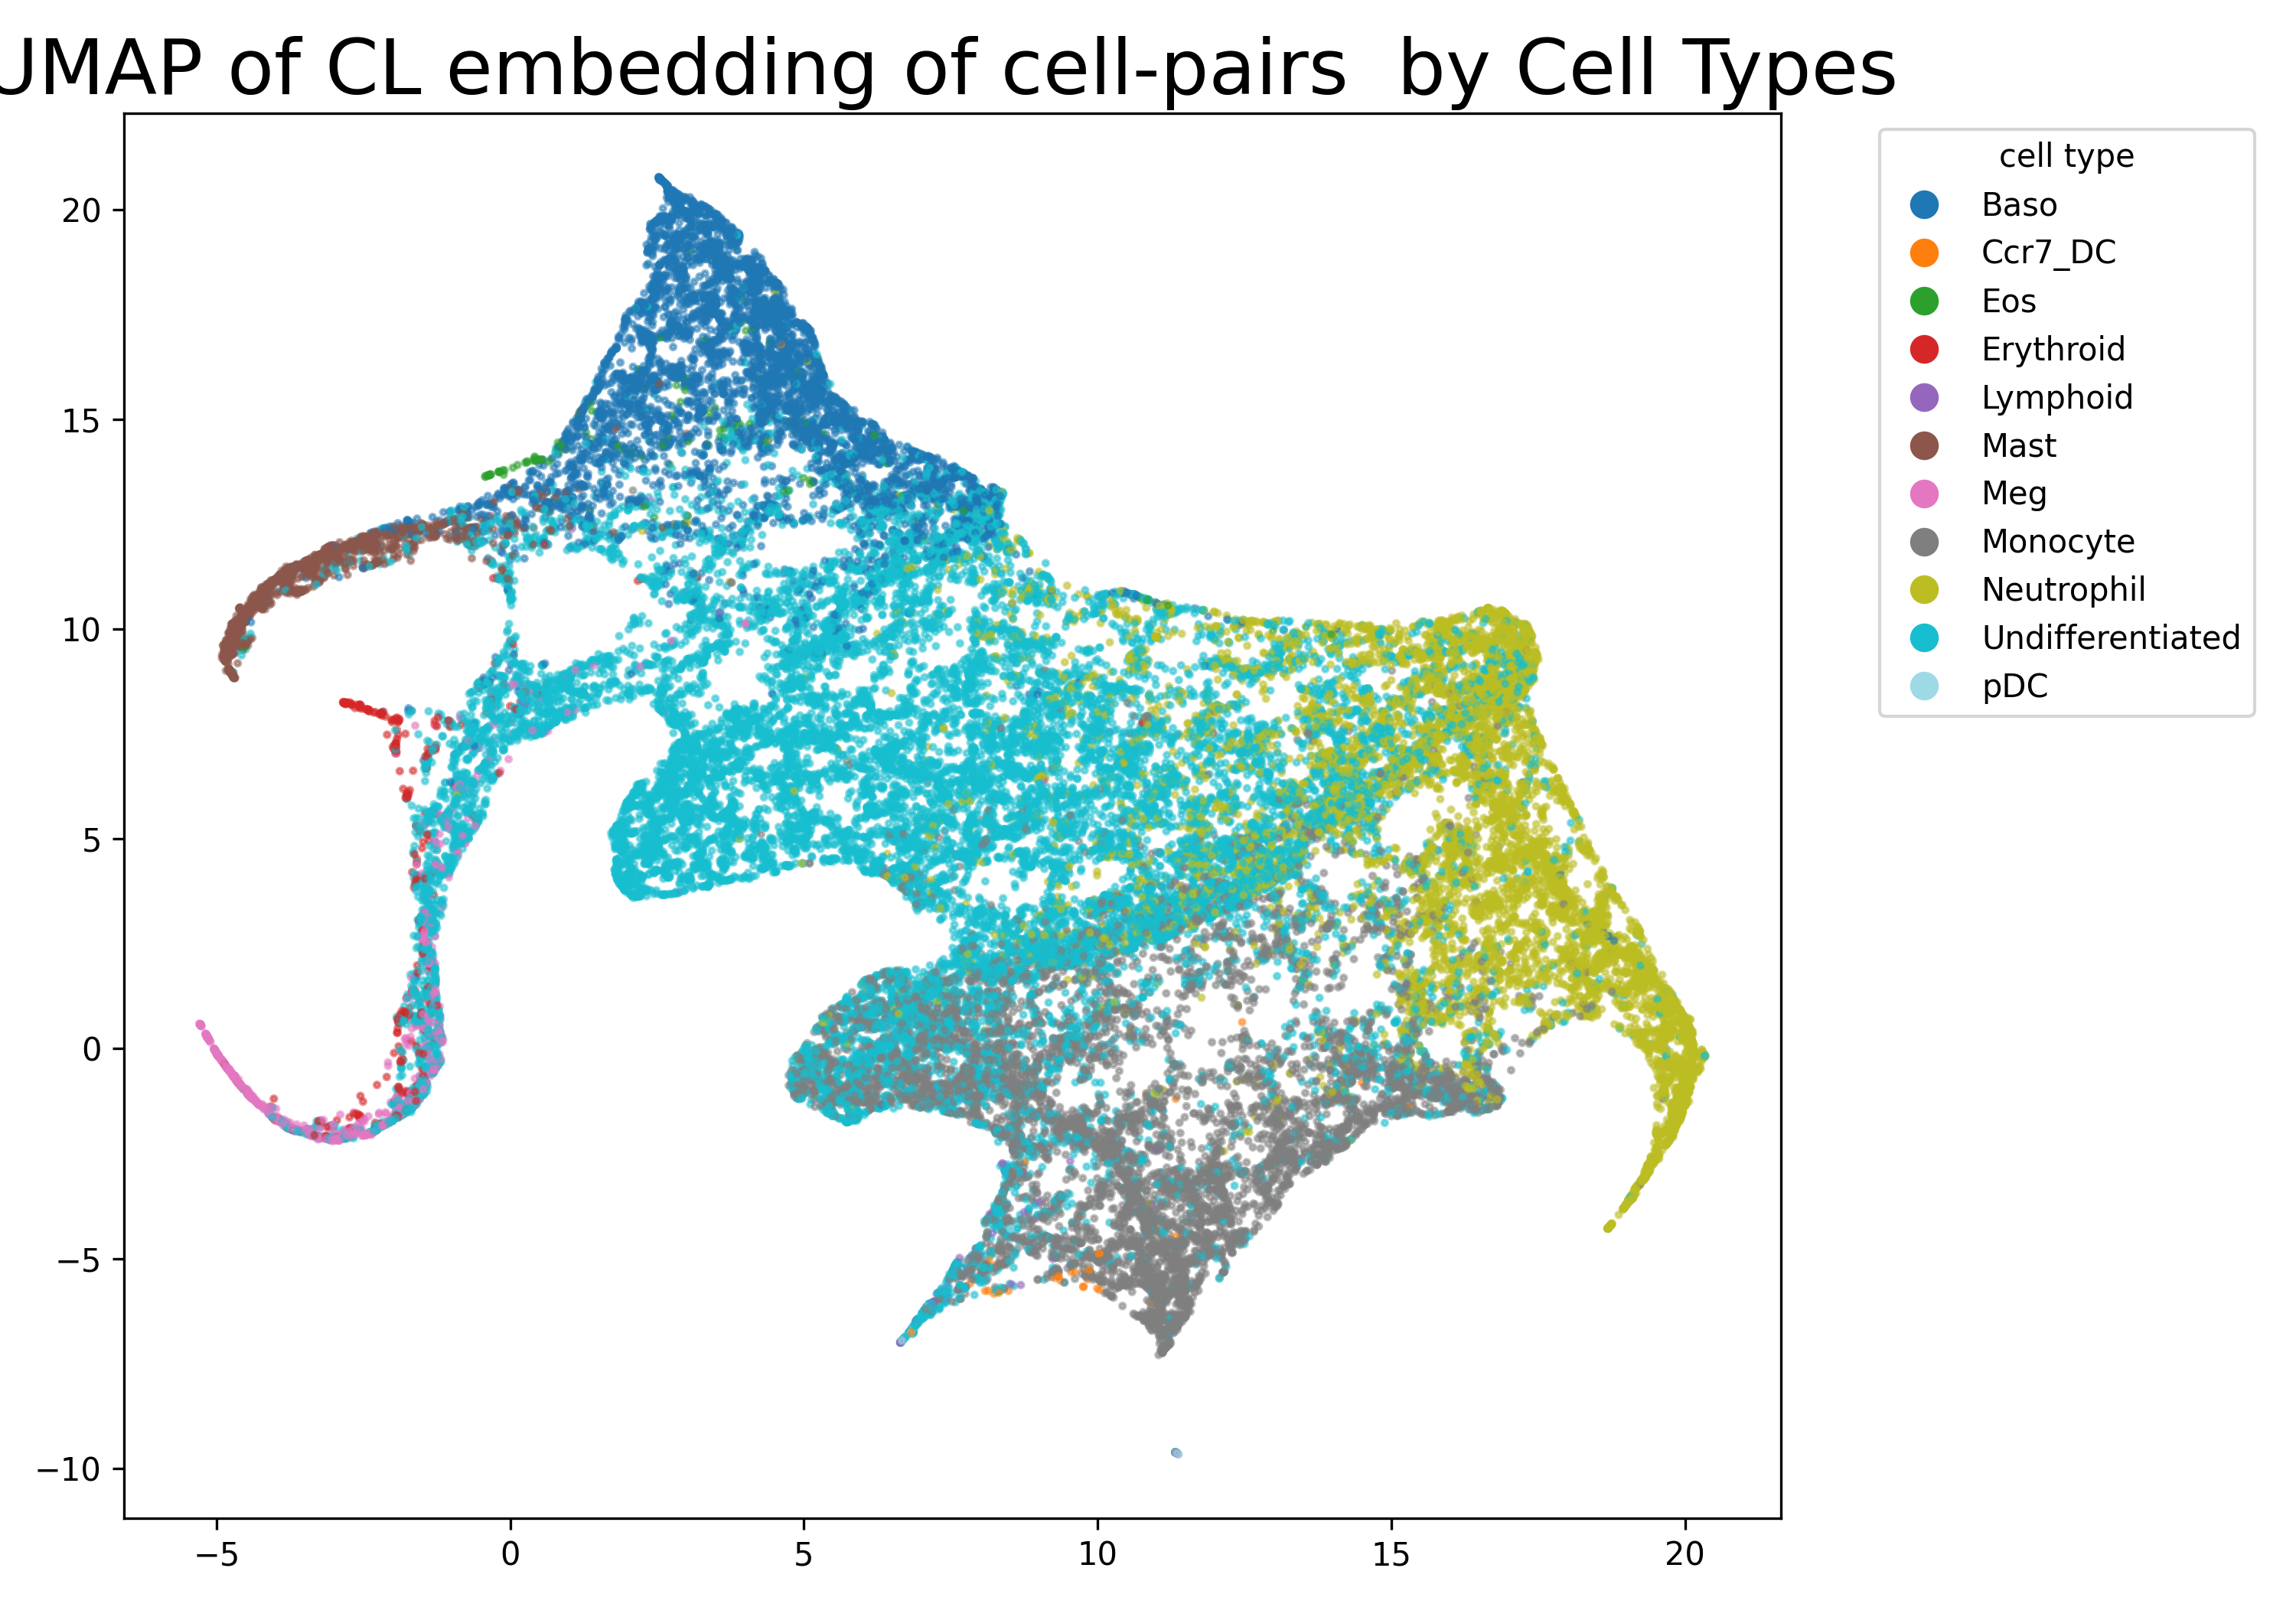 UMAP of CL embedding of cell-pairs  by Cell Types
cell type
Baso
Ccr7_DC
Eos
Erythroid
Lymphoid
Mast
Meg
Monocyte
Neutrophil
Undifferentiated
pDC
20
15
10
5
0
−5
−10
−5 0 5 10 15 20